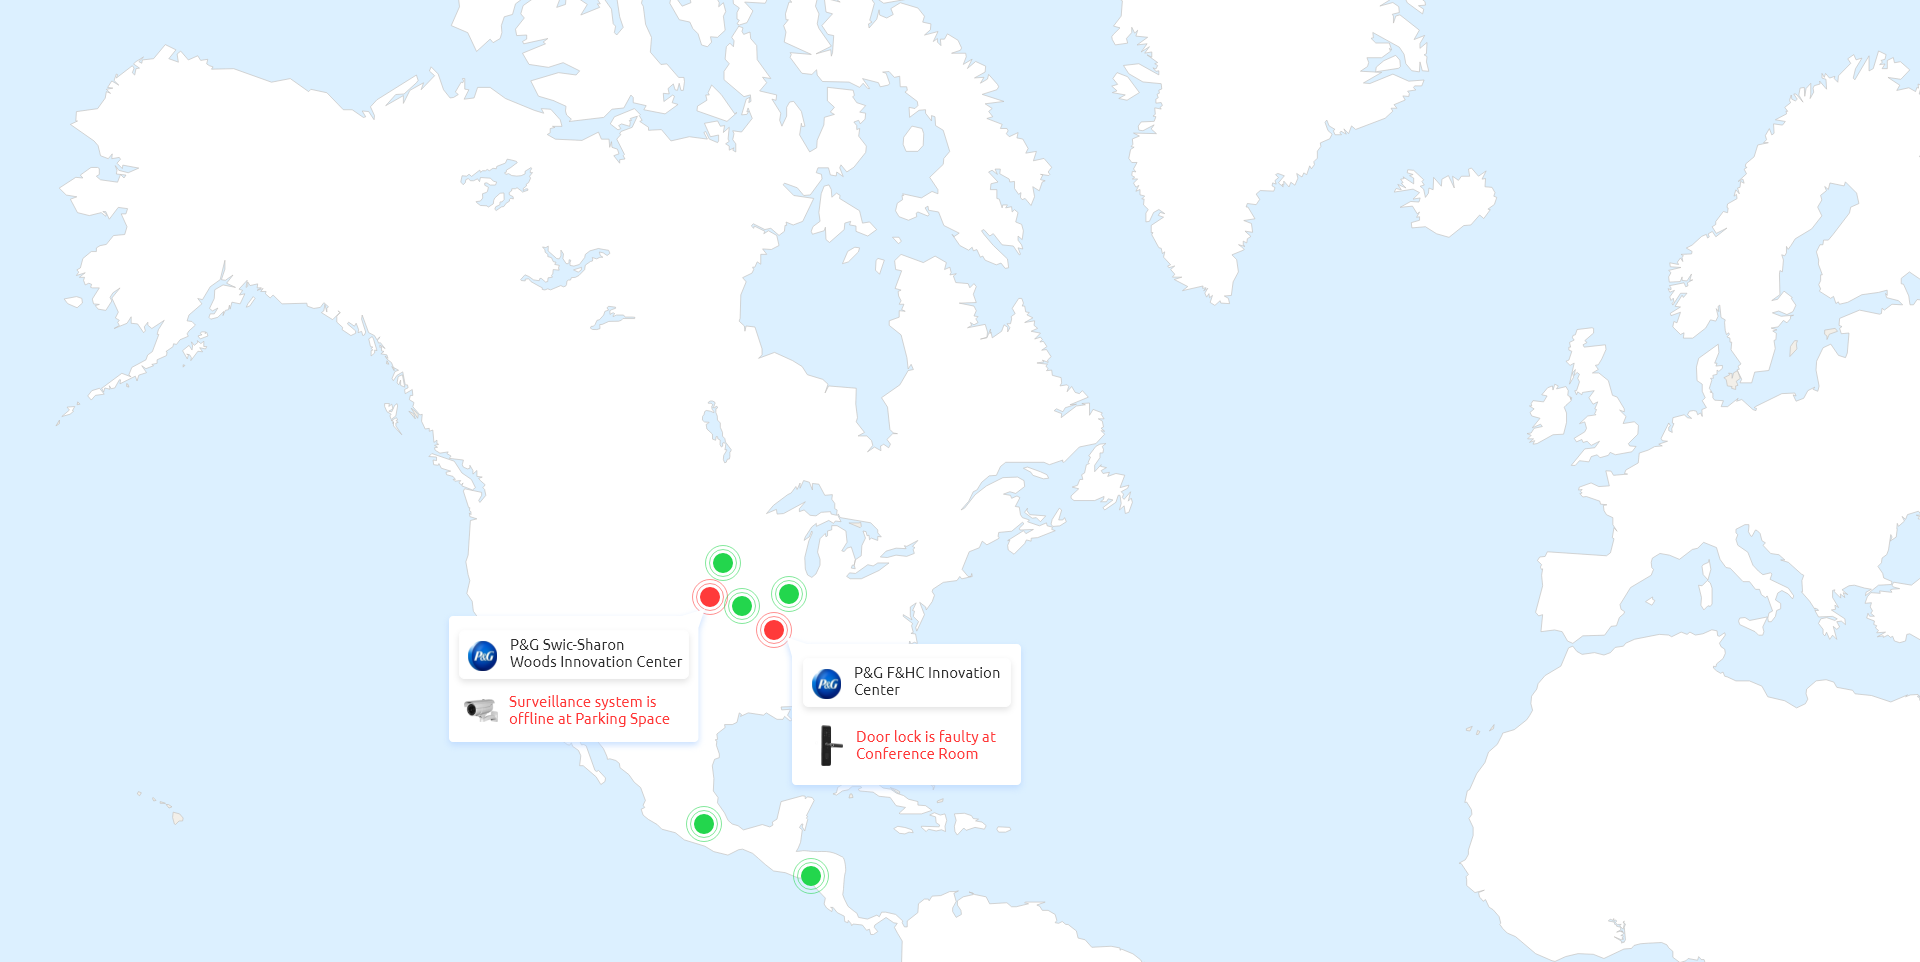 P&G Swic-Sharon
Woods Innovation Center
P&G
Surveillance system is
offline at Parking Space
P&G F&HC Innovation
Center
P&G
Door lock is faulty at
Conference Room